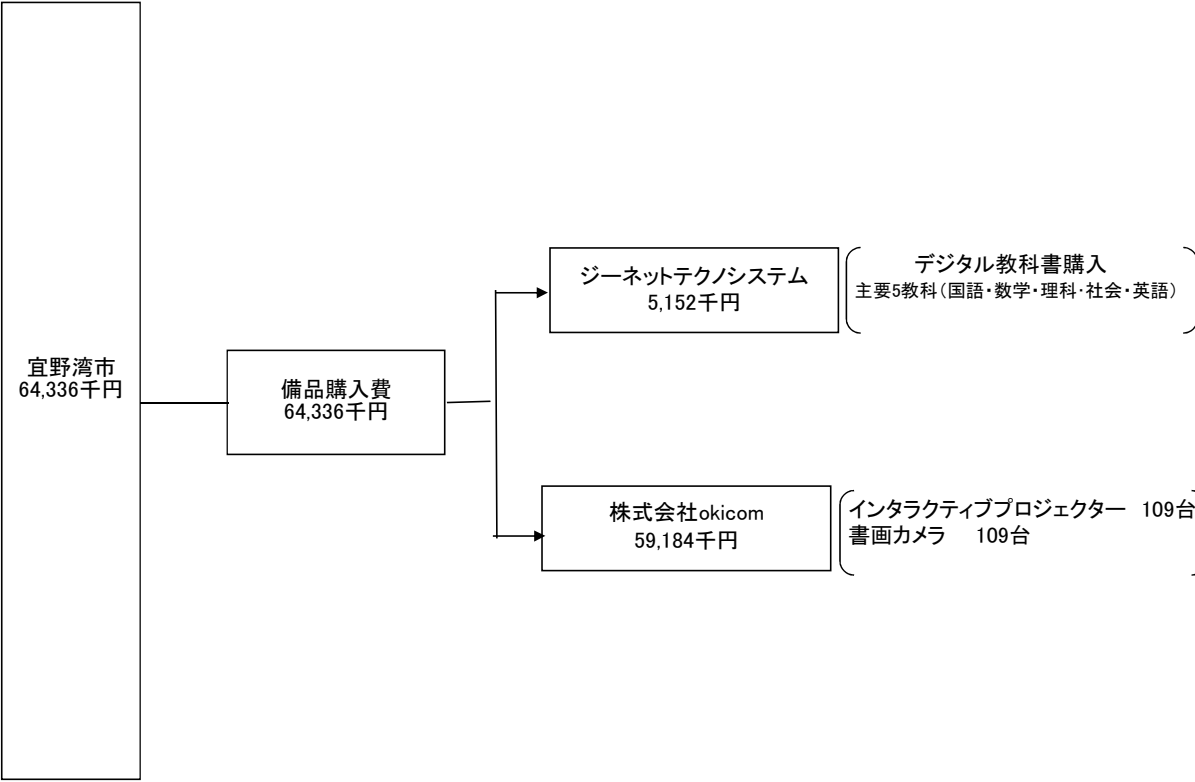 宜野湾市
64,336千円
備品購入費
64,336千円
ジーネットテクノシステム
5,152千円
デジタル教科書購入
主要5教科（国語・数学・理科・社会・英語）
株式会社okicom
59,184千円
インタラクティブプロジェクター　109台
書画カメラ　　109台